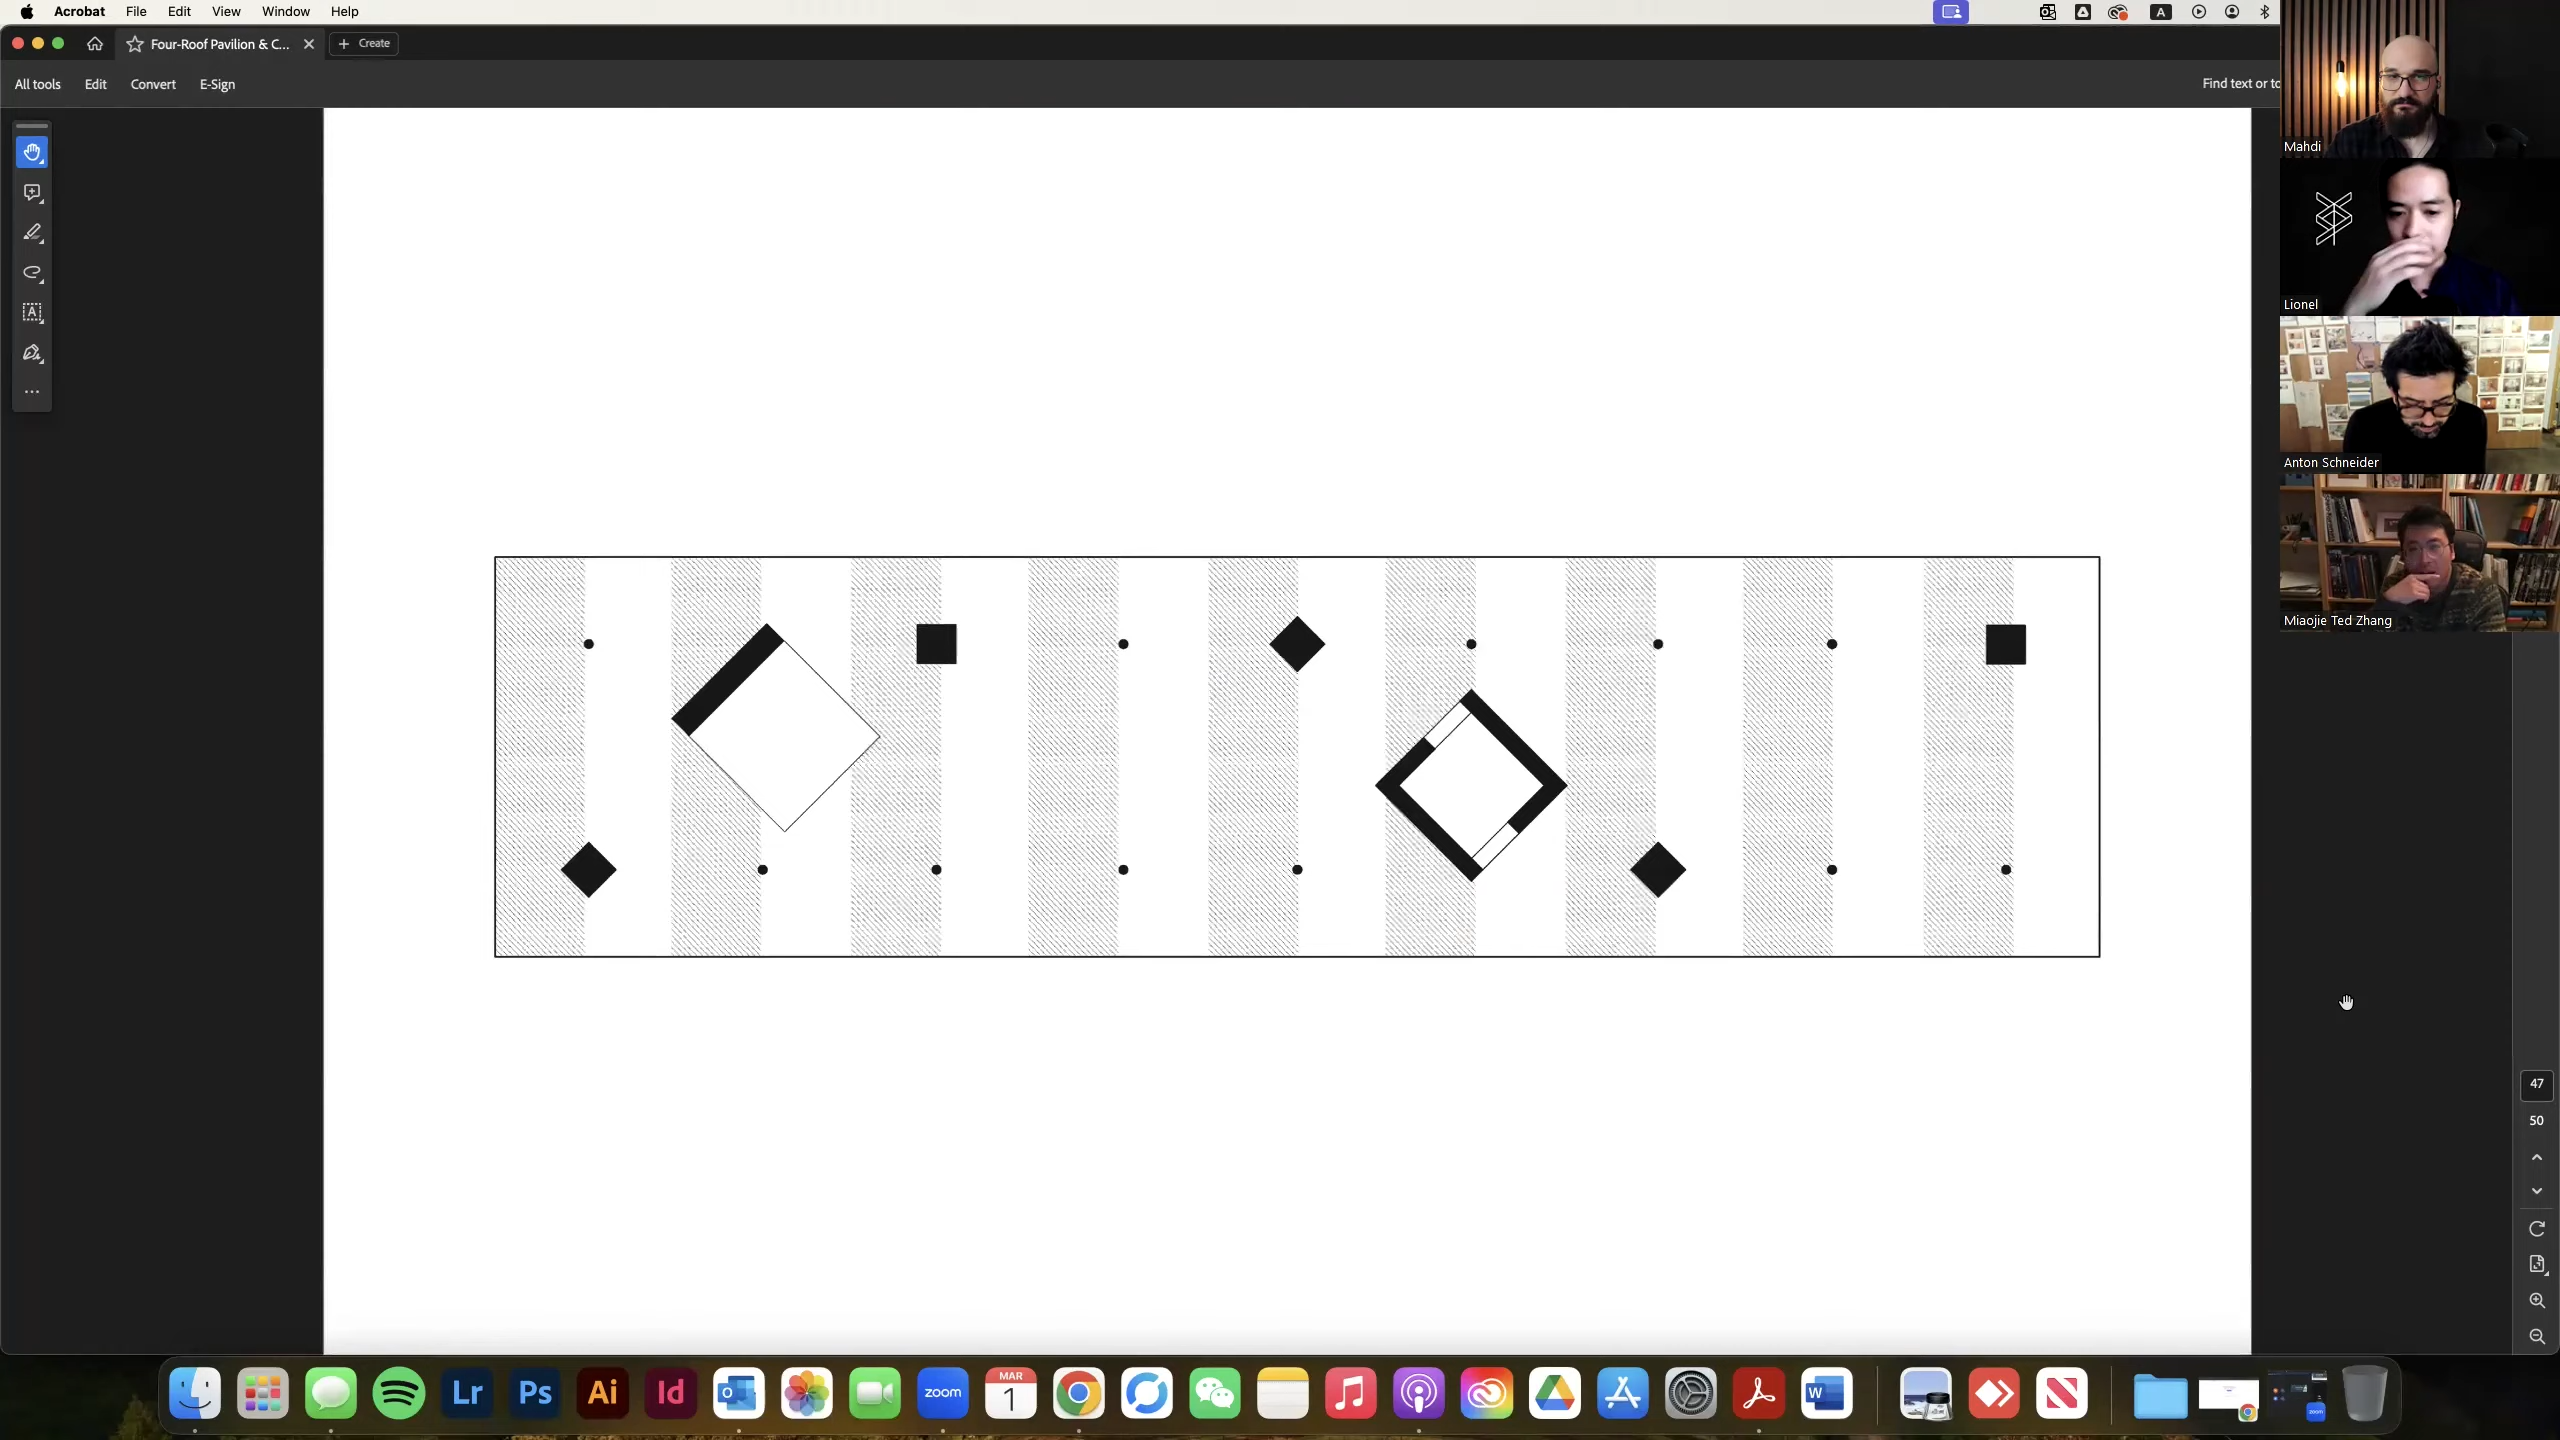 Acrobat File Edit View Window Help
Four-Roof Pavilion & C... Create
All tools Edit Convert E-Sign
Find text or to
Mahdi
Lionel
Anton Schneider
Miaojie Ted Zhang
47
50
Lr Ps Ai Id zoom MAR 1 W